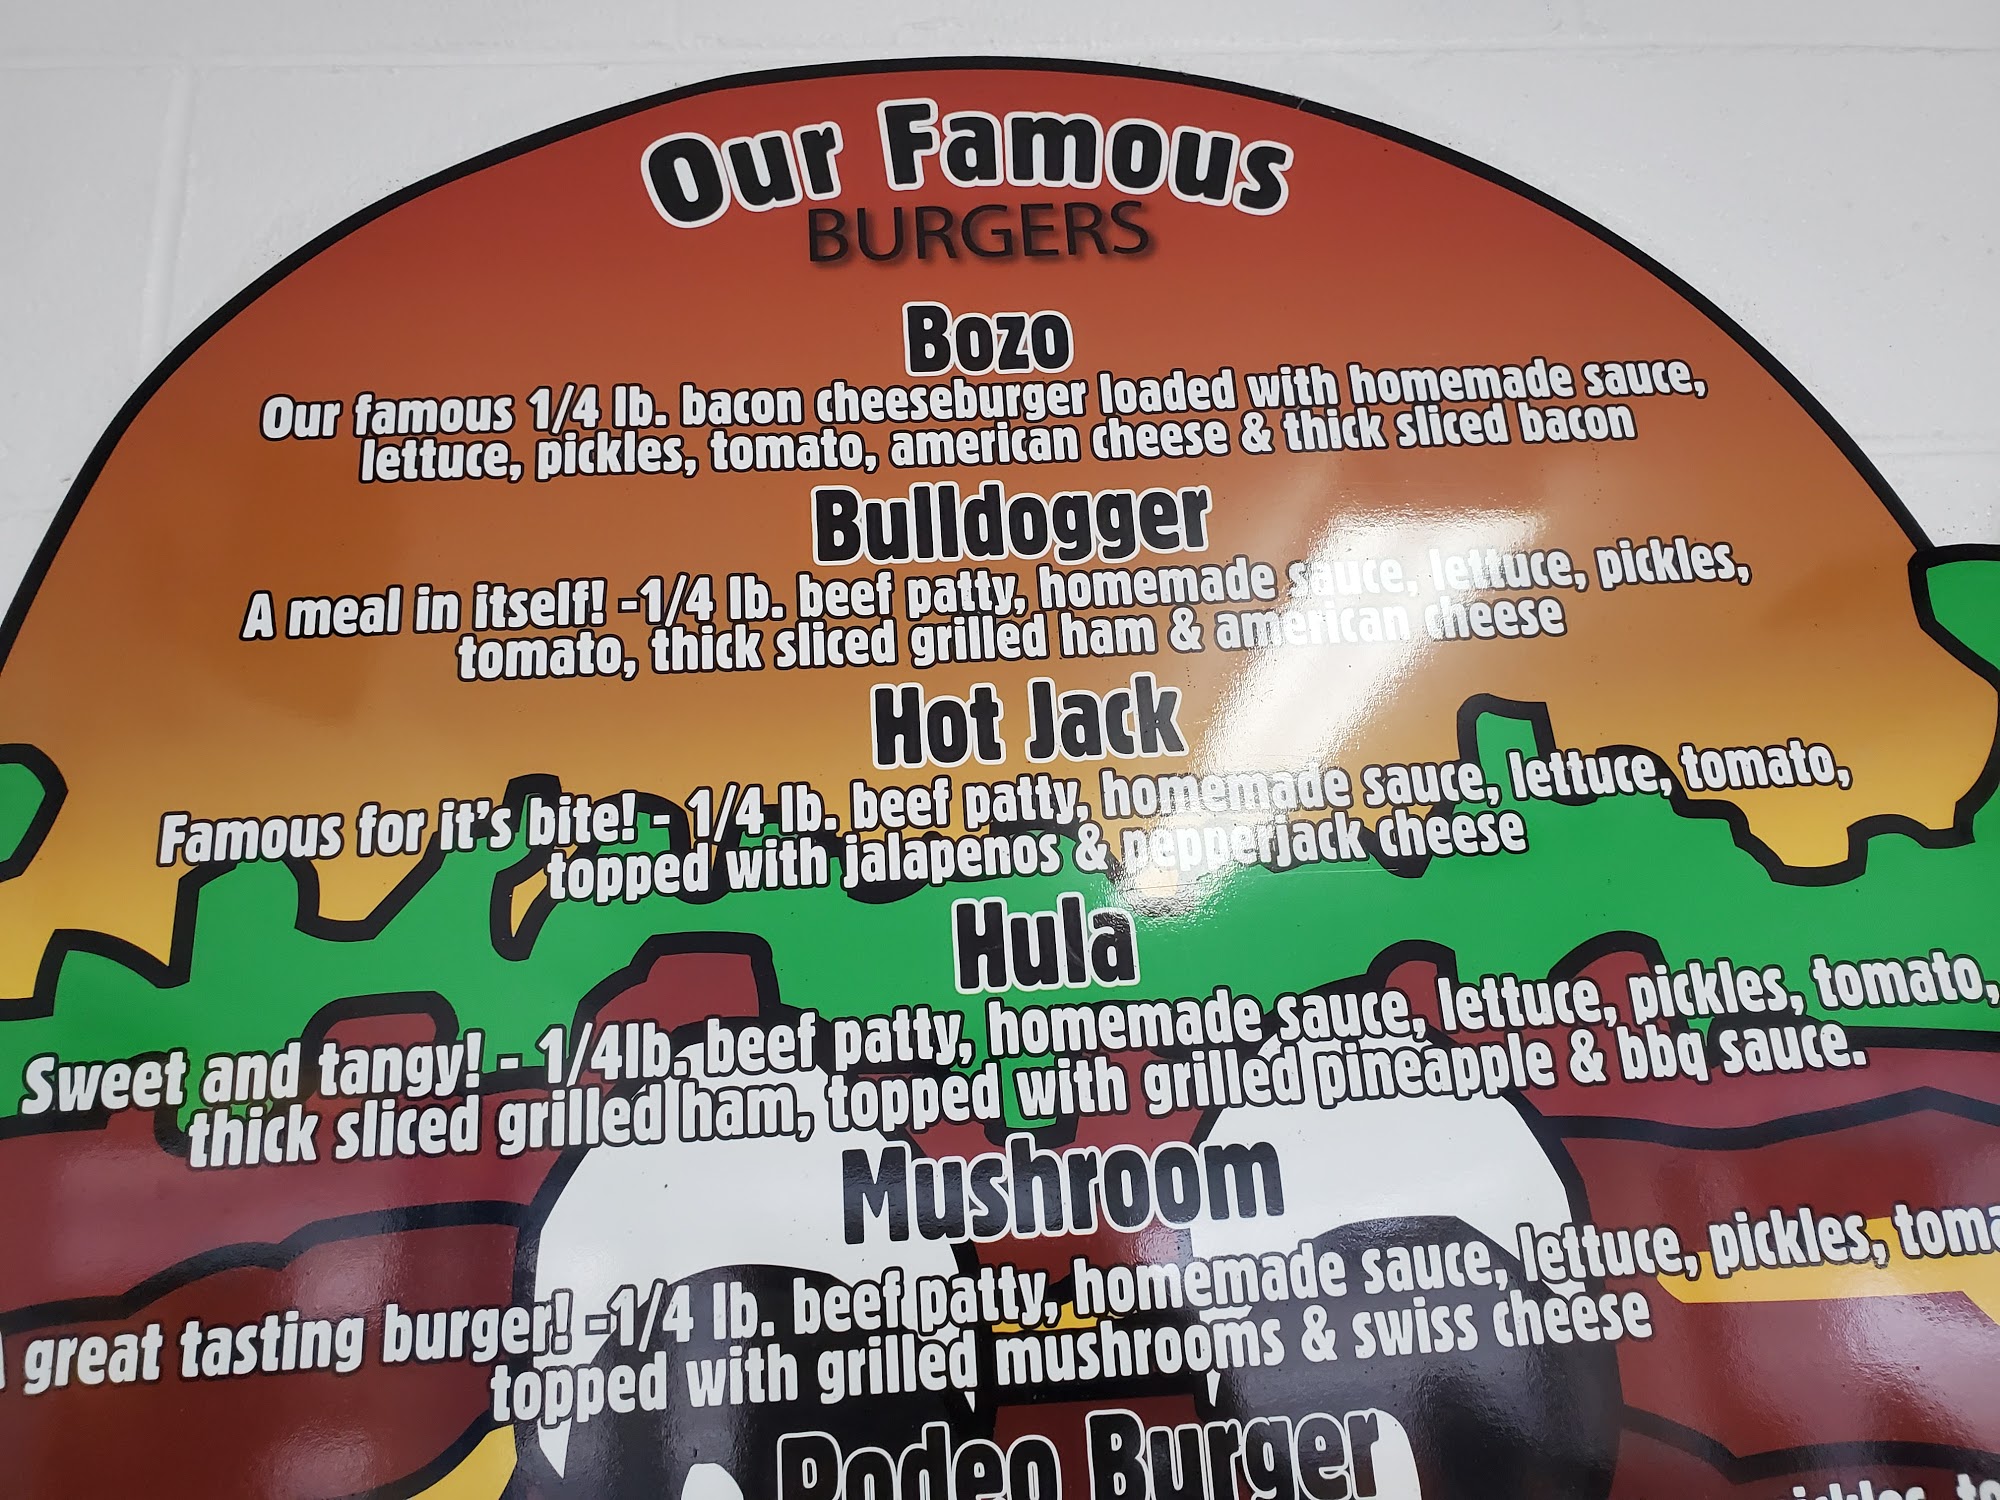 Our Famous
BURGERS
Bozo
Our famous 1/4 lb. bacon cheeseburger loaded with homemade sauce,
lettuce, pickles, tomato, american cheese & thick sliced bacon
Bulldogger
A meal in itself! -1/4 lb. beef patty, homemade sauce, lettuce, pickles,
tomato, thick sliced grilled ham & american cheese
Hot Jack
Famous for it's bite! - 1/4 lb. beef patty, homemade sauce, lettuce, tomato,
topped with jalapenos & pepperjack cheese
Hula
Sweet and tangy! - 1/4lb. beef patty, homemade sauce, lettuce, pickles, tomato,
thick sliced grilled ham, topped with grilled pineapple & bbq sauce.
Mushroom
great tasting burger! -1/4 lb. beef patty, homemade sauce, lettuce, pickles,
topped with grilled mushrooms & swiss cheese
Rodeo Burger